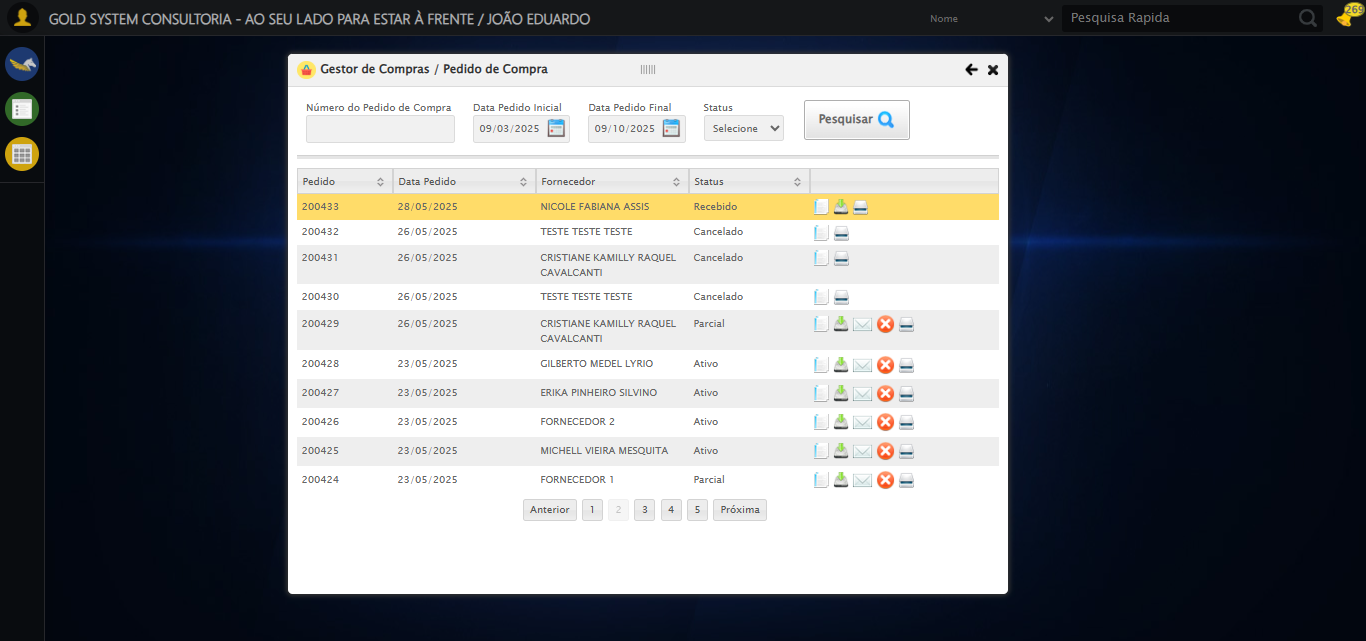 GOLD SYSTEM CONSULTORIA - AO SEU LADO PARA ESTAR À FRENTE / JOÃO EDUARDO
Nome
Pesquisa Rapida
269
Gestor de Compras / Pedido de Compra
Número do Pedido de Compra
Data Pedido Inicial
Data Pedido Final
Status
09/03/2025
09/10/2025
Selecione
Pesquisar
Pedido Data Pedido Fornecedor Status
200433 28/05/2025 NICOLE FABIANA ASSIS Recebido
200432 26/05/2025 TESTE TESTE TESTE Cancelado
200431 26/05/2025 CRISTIANE KAMILLY RAQUEL Cancelado
CAVALCANTI
200430 26/05/2025 TESTE TESTE TESTE Cancelado
200429 26/05/2025 CRISTIANE KAMILLY RAQUEL Parcial
CAVALCANTI
200428 23/05/2025 GILBERTO MEDEL LYRIO Ativo
200427 23/05/2025 ERIKA PINHEIRO SILVINO Ativo
200426 23/05/2025 FORNECEDOR 2 Ativo
200425 23/05/2025 MICHELL VIEIRA MESQUITA Ativo
200424 23/05/2025 FORNECEDOR 1 Parcial
Anterior 1 2 3 4 5 Próxima